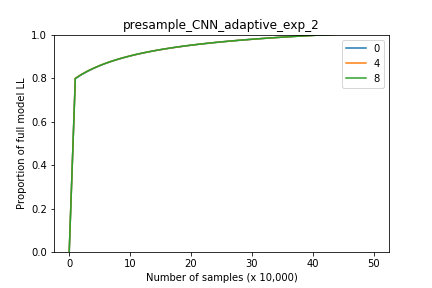 presample_CNN_adaptive_exp_2
1.0
0.8
0.6
0.4
0.2
0.0
Proportion of full model LL
0
4
8
0 10 20 30 40 50
Number of samples (x 10,000)